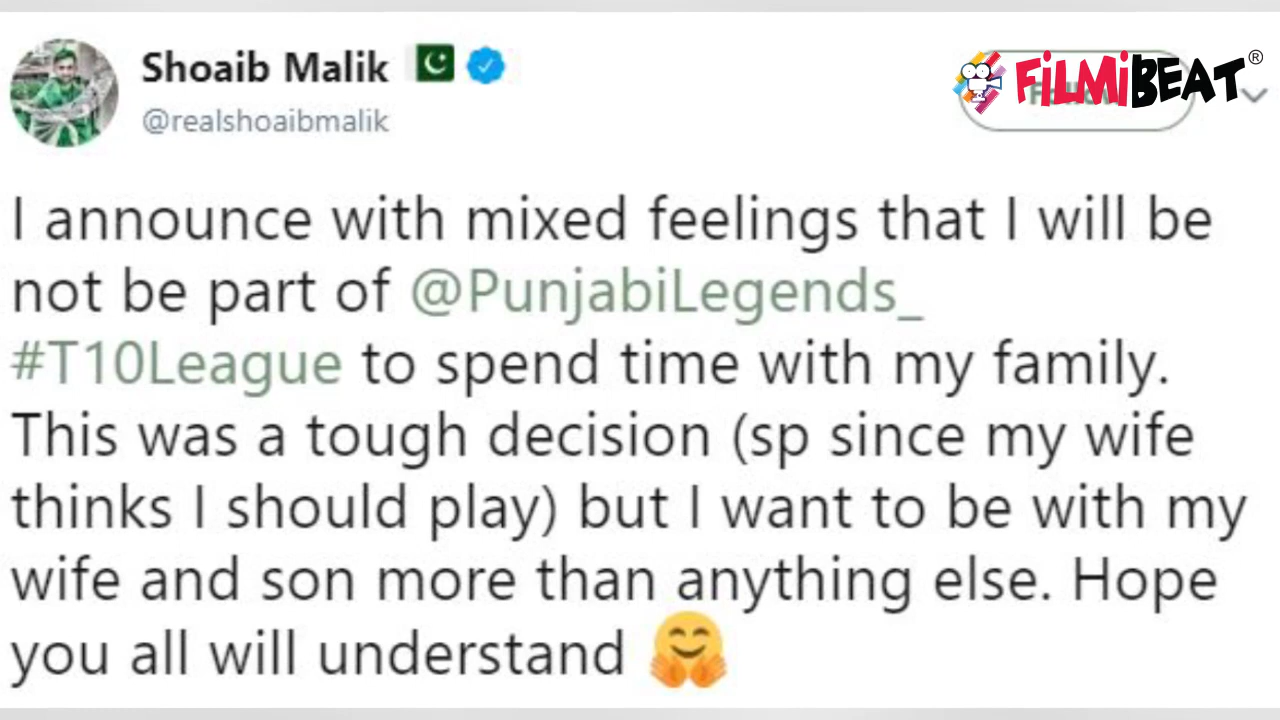 Shoaib Malik
@realshoaibmalik
FiLMiBEAT®
I announce with mixed feelings that I will be
not be part of @PunjabiLegends_
#T10League to spend time with my family.
This was a tough decision (sp since my wife
thinks I should play) but I want to be with my
wife and son more than anything else. Hope
you all will understand 🤗